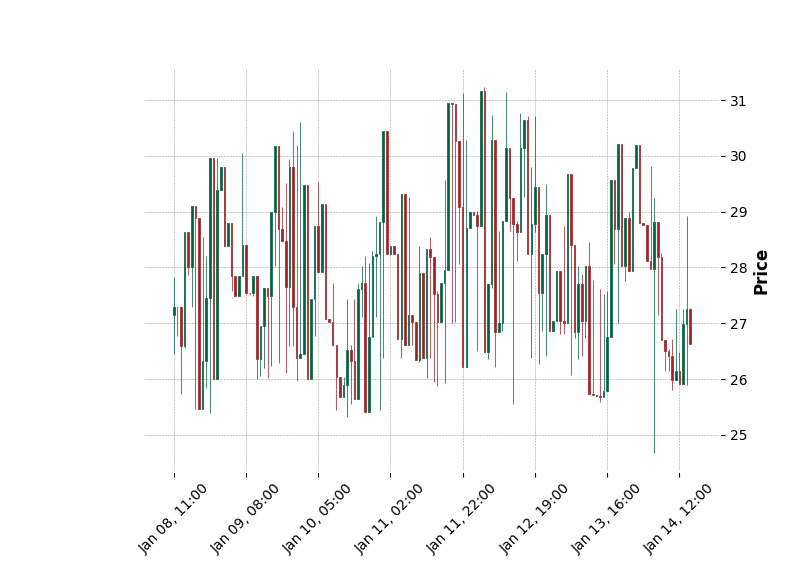 31
30
29
28
27
26
25
Price
Jan 08, 11:00
Jan 09, 08:00
Jan 10, 05:00
Jan 11, 02:00
Jan 11, 22:00
Jan 12, 19:00
Jan 13, 16:00
Jan 14, 12:00